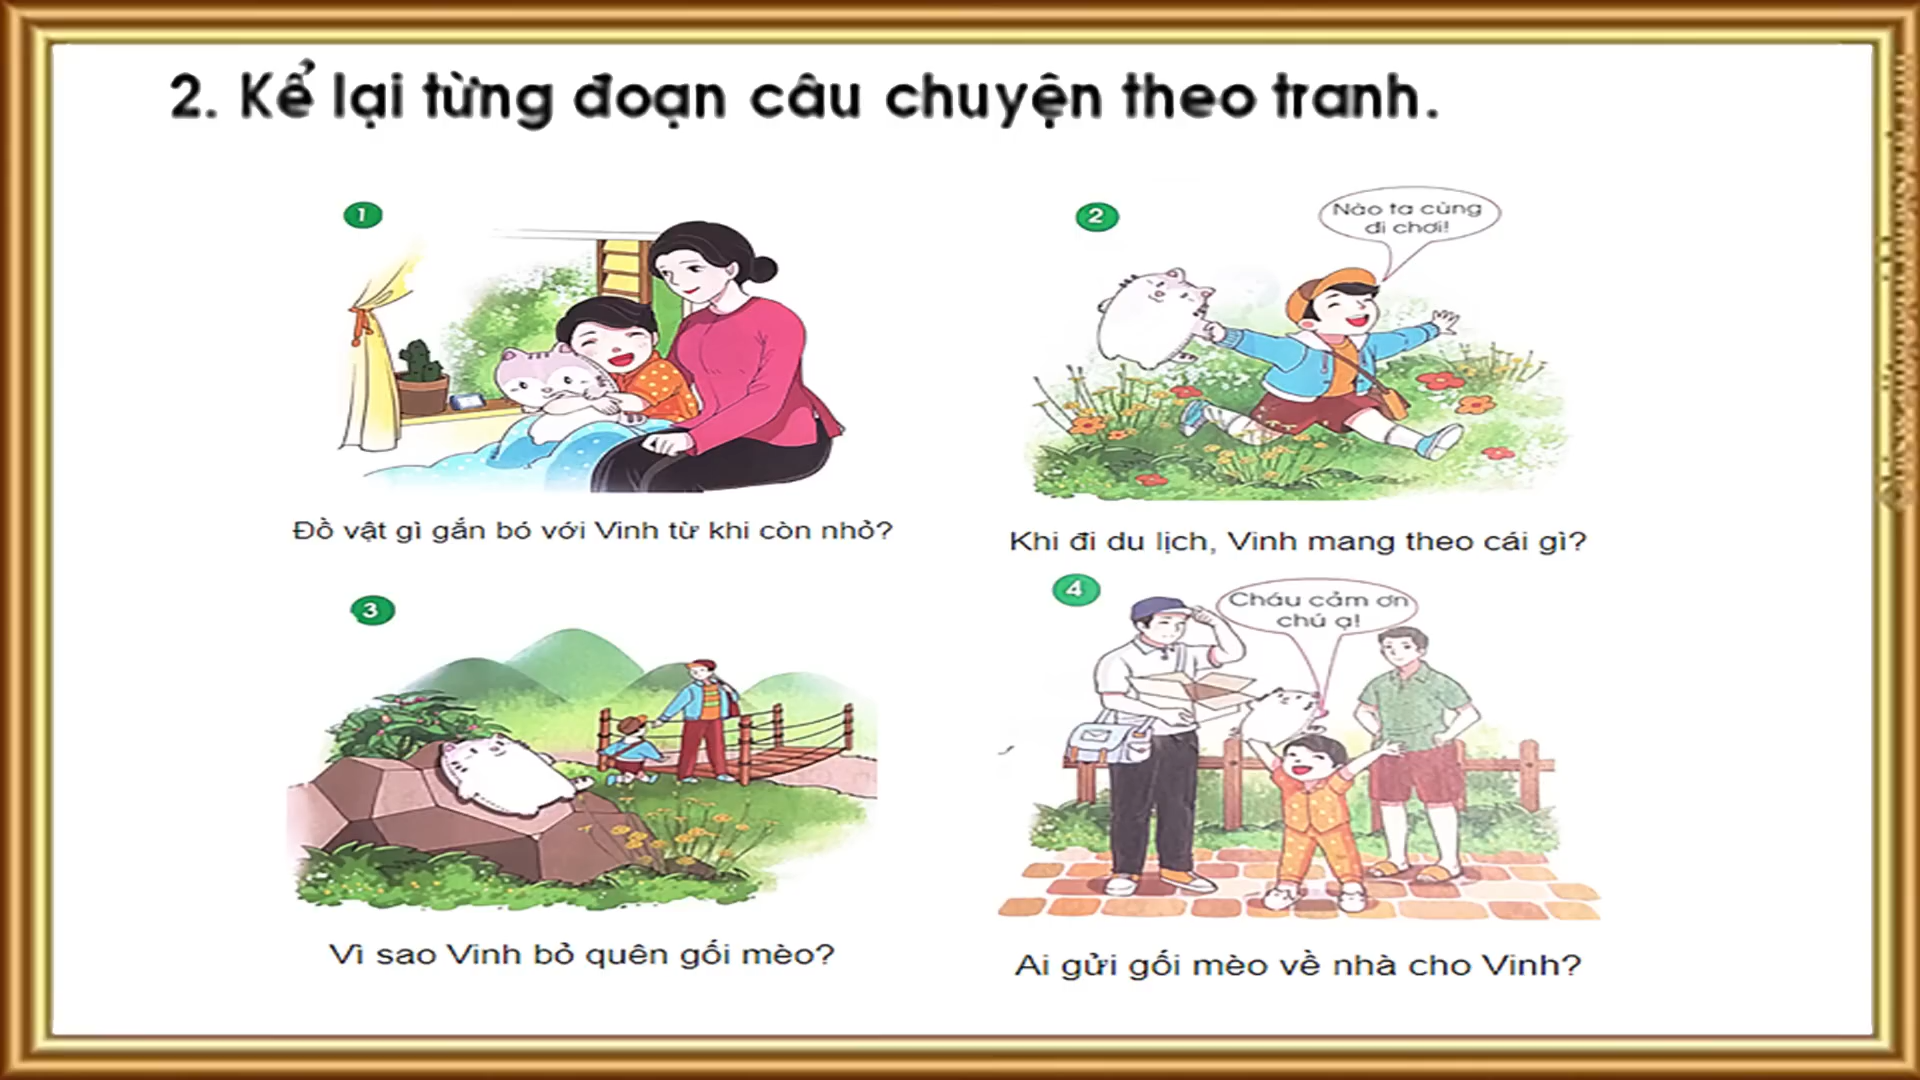 2. Kể lại từng đoạn câu chuyện theo tranh.
1
2
Nào ta cùng
đi chơi!
Đồ vật gì gắn bó với Vinh từ khi còn nhỏ?
Khi đi du lịch, Vinh mang theo cái gì?
3
4
Cháu cảm ơn
chú ạ!
Vì sao Vinh bỏ quên gối mèo?
Ai gửi gối mèo về nhà cho Vinh?